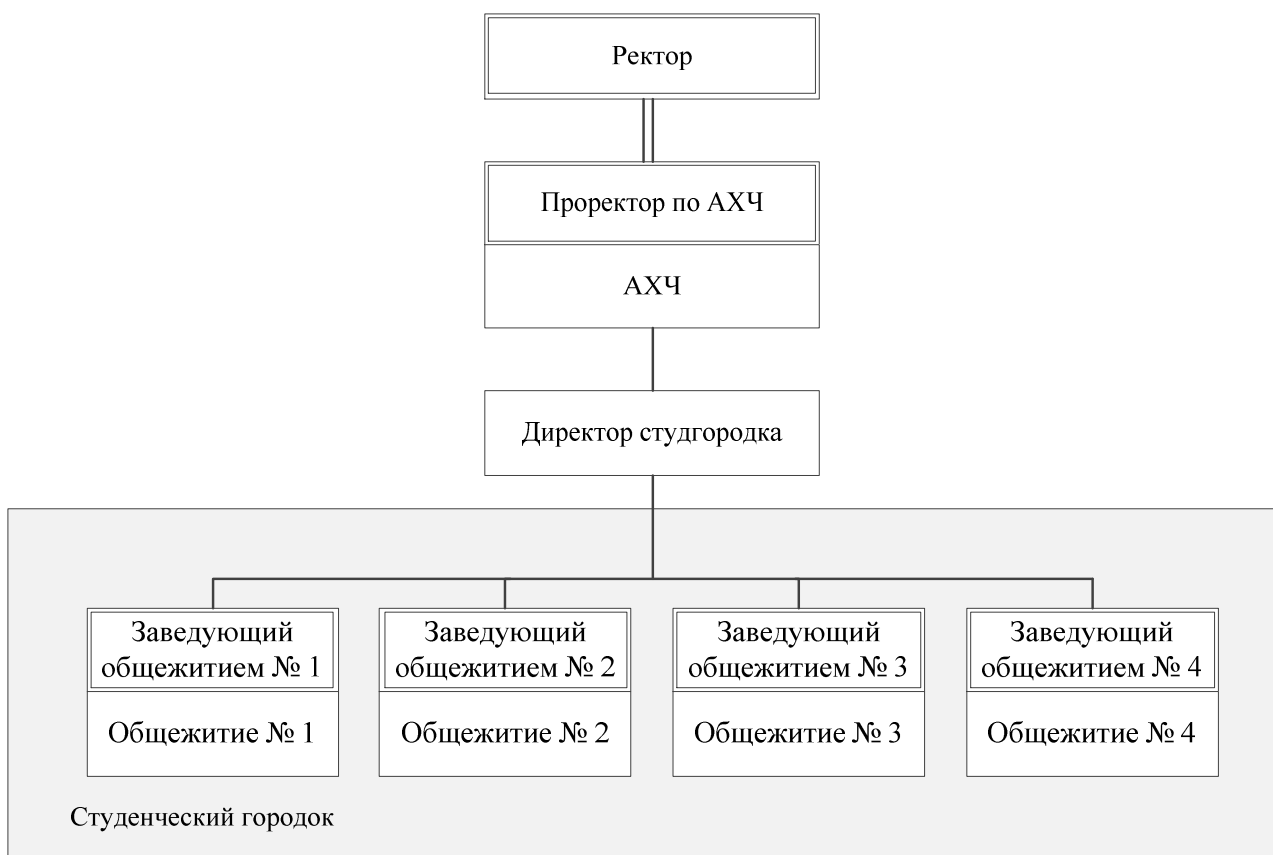 Ректор
Проректор по АХЧ
АХЧ
Директор студгородка
Заведующий
общежитием № 1
Общежитие № 1
Заведующий
общежитием № 2
Общежитие № 2
Заведующий
общежитием № 3
Общежитие № 3
Заведующий
общежитием № 4
Общежитие № 4
Студенческий городок